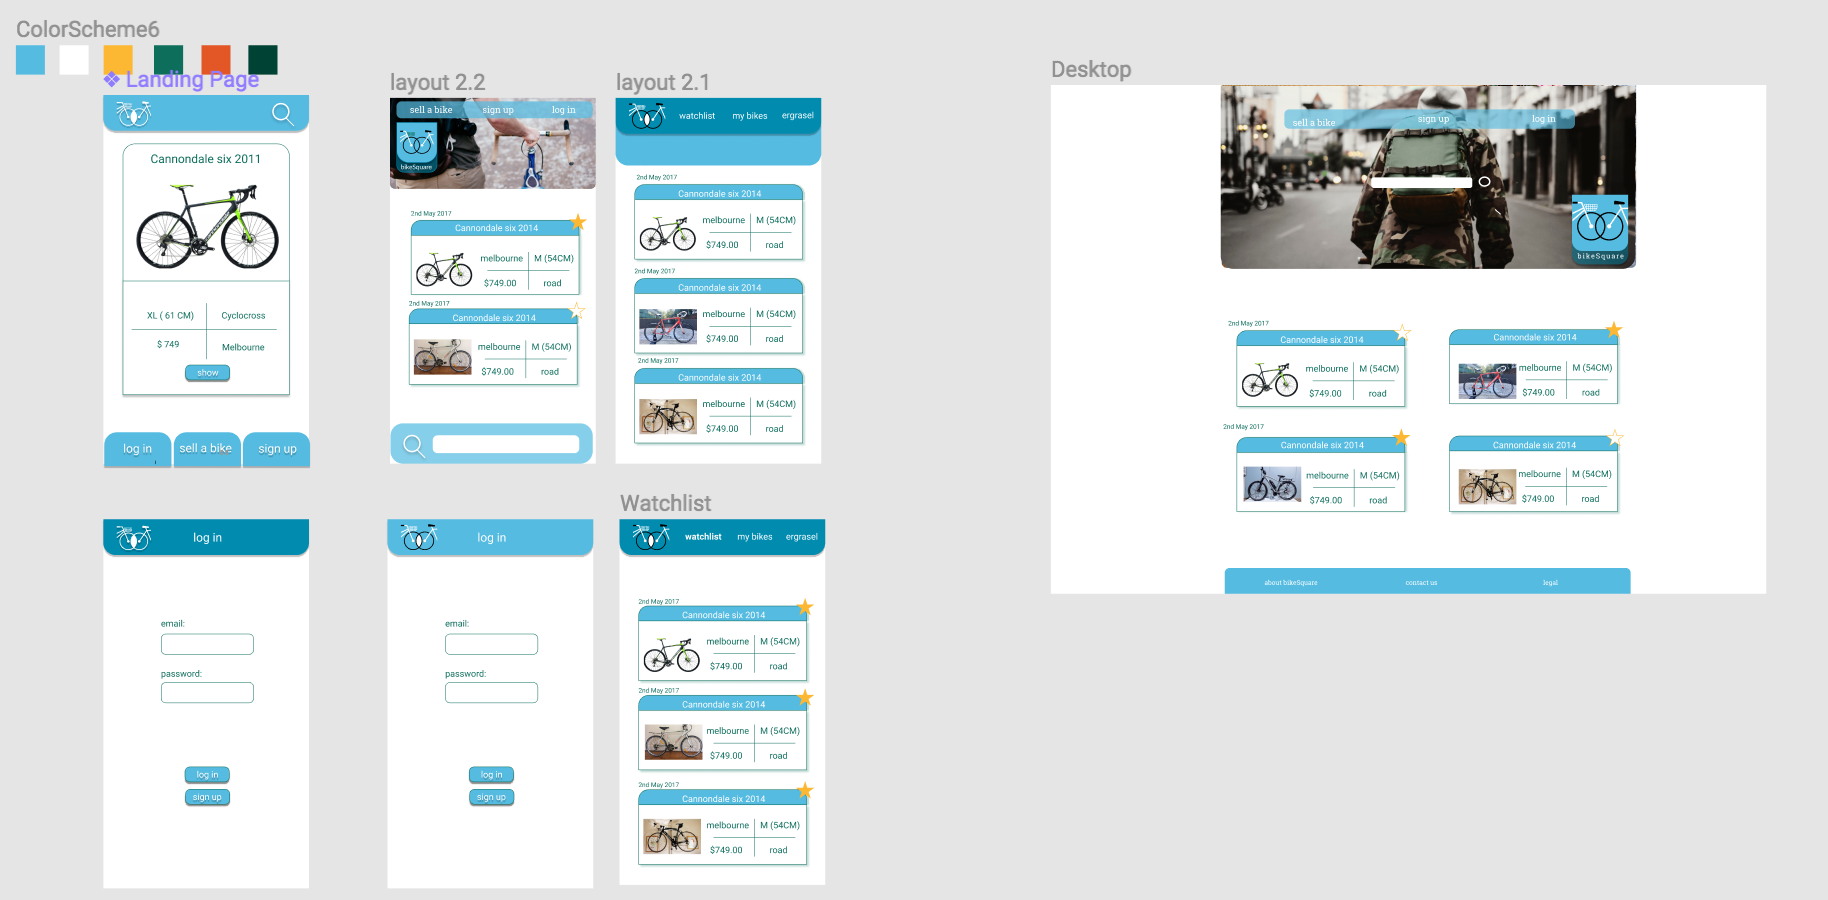 ColorScheme6
Landing Page
Cannondale six 2011
XL ( 61 CM)
Cyclocross
$ 749
Melbourne
show
log in
sell a bike
sign up
layout 2.2
sell a bike
sign up
log in
bikeSquare
2nd May 2017
Cannondale six 2014
melbourne
M (54CM)
$749.00
road
2nd May 2017
Cannondale six 2014
melbourne
M (54CM)
$749.00
road
layout 2.1
watchlist
my bikes
ergrasel
2nd May 2017
Cannondale six 2014
melbourne
M (54CM)
$749.00
road
2nd May 2017
Cannondale six 2014
melbourne
M (54CM)
$749.00
road
2nd May 2017
Cannondale six 2014
melbourne
M (54CM)
$749.00
road
Desktop
sell a bike
sign up
log in
bikeSquare
2nd May 2017
Cannondale six 2014
melbourne
M (54CM)
$749.00
road
Cannondale six 2014
melbourne
M (54CM)
$749.00
road
2nd May 2017
Cannondale six 2014
melbourne
M (54CM)
$749.00
road
Cannondale six 2014
melbourne
M (54CM)
$749.00
road
about bikeSquare
contact us
legal
log in
email:
password:
log in
sign up
log in
email:
password:
log in
sign up
Watchlist
watchlist
my bikes
ergrasel
2nd May 2017
Cannondale six 2014
melbourne
M (54CM)
$749.00
road
2nd May 2017
Cannondale six 2014
melbourne
M (54CM)
$749.00
road
2nd May 2017
Cannondale six 2014
melbourne
M (54CM)
$749.00
road